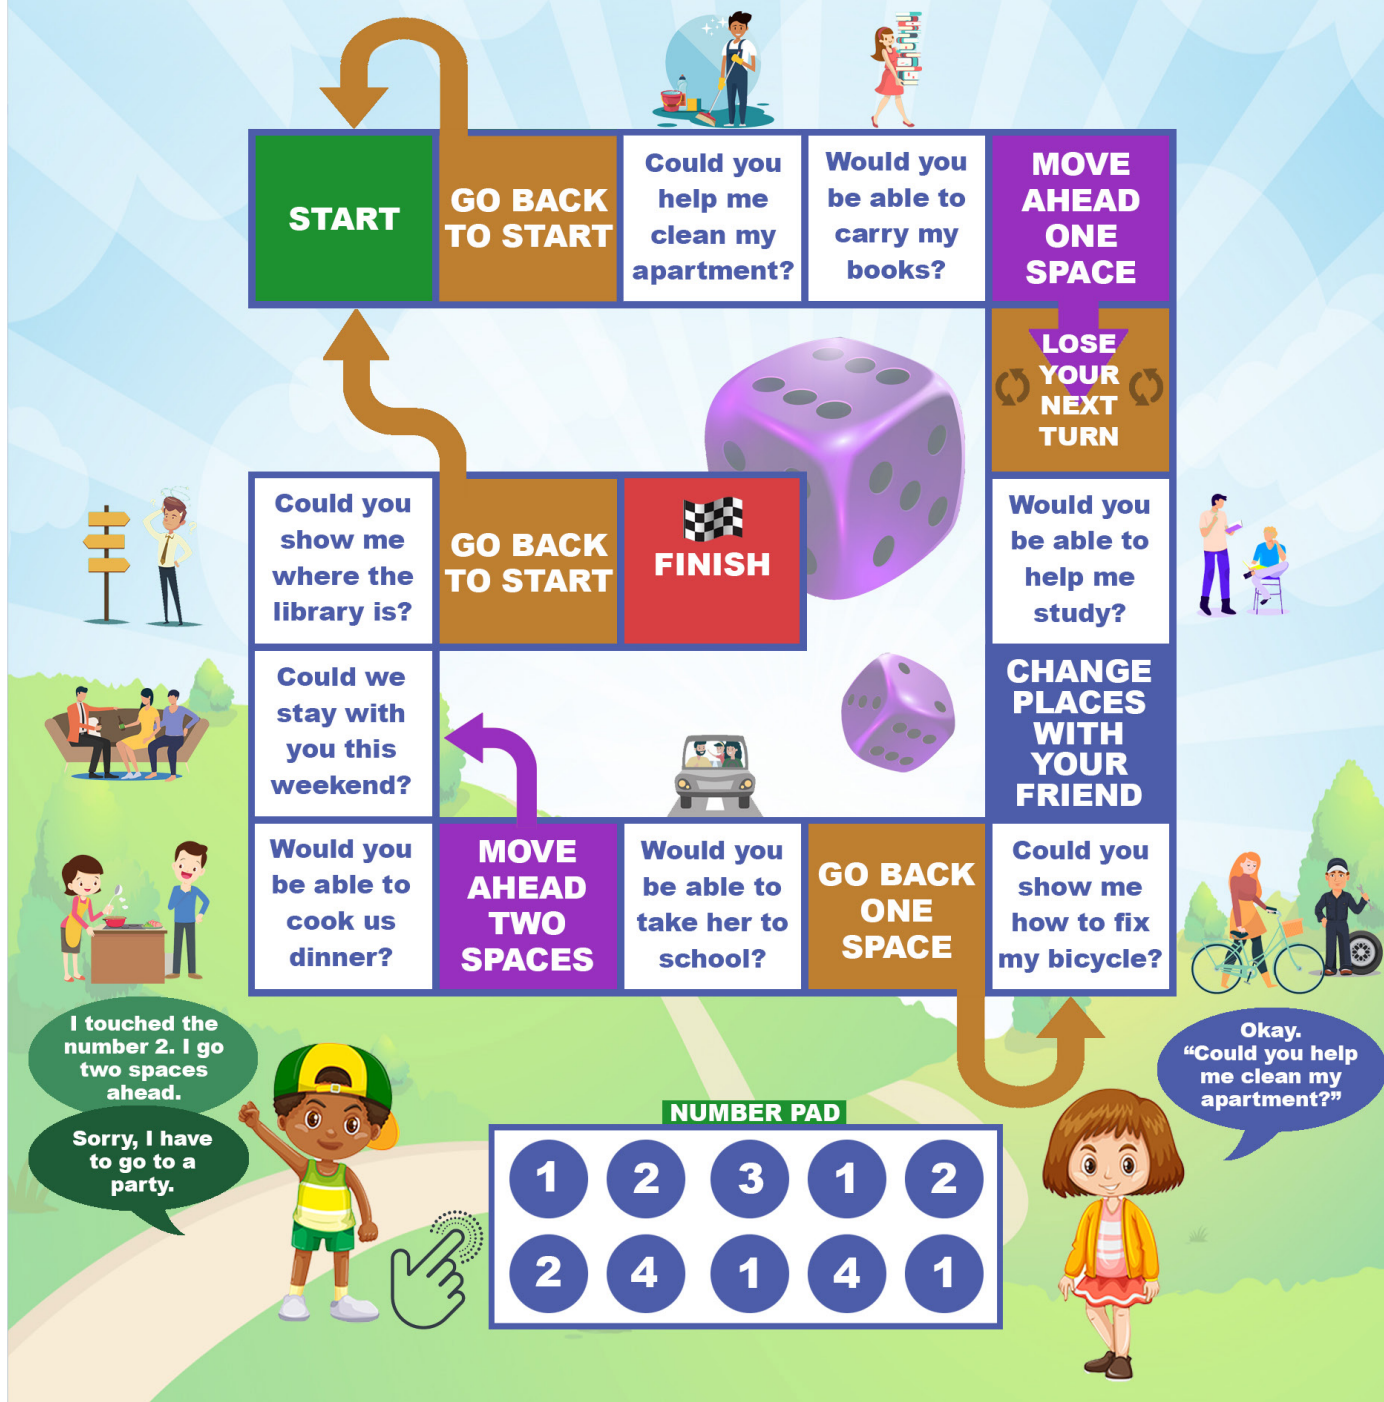 START
GO BACK
TO START
Could you
help me
clean my
apartment?
Would you
be able to
carry my
books?
MOVE
AHEAD
ONE
SPACE
LOSE
YOUR
NEXT
TURN
Would you
be able to
help me
study?
CHANGE
PLACES
WITH
YOUR
FRIEND
Could you
show me
how to fix
my bicycle?
GO BACK
ONE
SPACE
Would you
be able to
take her to
school?
MOVE
AHEAD
TWO
SPACES
Would you
be able to
cook us
dinner?
Could we
stay with
you this
weekend?
Could you
show me
where the
library is?
GO BACK
TO START
FINISH
I touched the
number 2. I go
two spaces
ahead.
Okay.
“Could you help
me clean my
apartment?”
Sorry, I have
to go to a
party.
NUMBER PAD
1 2 3 1 2
2 4 1 4 1